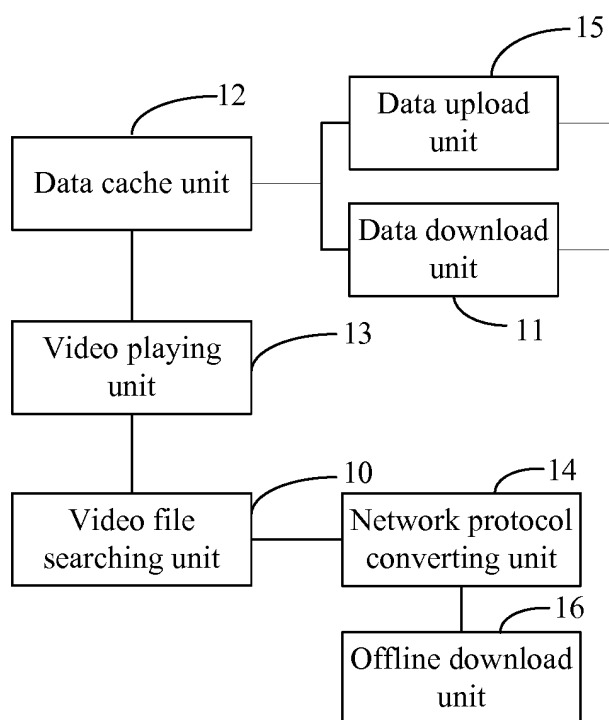 15
Data upload
unit
12
Data cache unit
Data download
unit
11
13
Video playing
unit
10
Video file
searching unit
14
Network protocol
converting unit
16
Offline download
unit